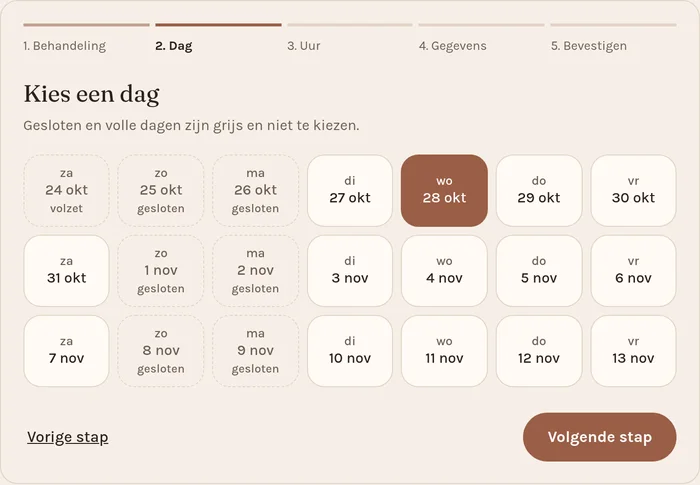 1. Behandeling
2. Dag
3. Uur
4. Gegevens
5. Bevestigen
Kies een dag
Gesloten en volle dagen zijn grijs en niet te kiezen.
za
24 okt
volzet
zo
25 okt
gesloten
ma
26 okt
gesloten
di
27 okt
wo
28 okt
do
29 okt
vr
30 okt
za
31 okt
zo
1 nov
gesloten
ma
2 nov
gesloten
di
3 nov
wo
4 nov
do
5 nov
vr
6 nov
za
7 nov
zo
8 nov
gesloten
ma
9 nov
gesloten
di
10 nov
wo
11 nov
do
12 nov
vr
13 nov
Vorige stap
Volgende stap